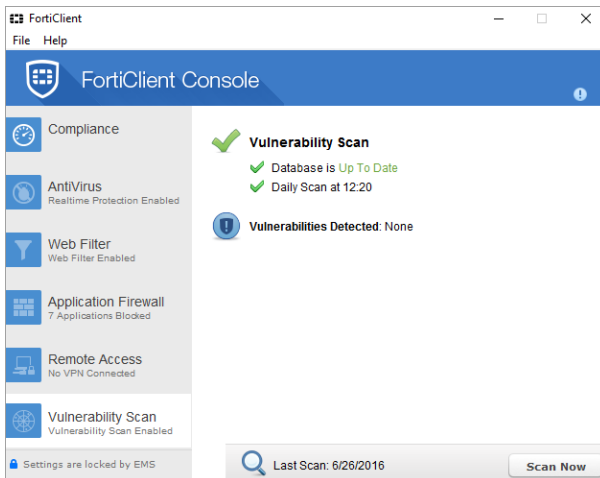 FortiClient
File Help
FortiClient Console
Compliance
AntiVirus
Realtime Protection Enabled
Web Filter
Web Filter Enabled
Application Firewall
7 Applications Blocked
Remote Access
No VPN Connected
Vulnerability Scan
Vulnerability Scan Enabled
Settings are locked by EMS
Vulnerability Scan
Database is Up To Date
Daily Scan at 12:20
Vulnerabilities Detected: None
Last Scan: 6/26/2016
Scan Now